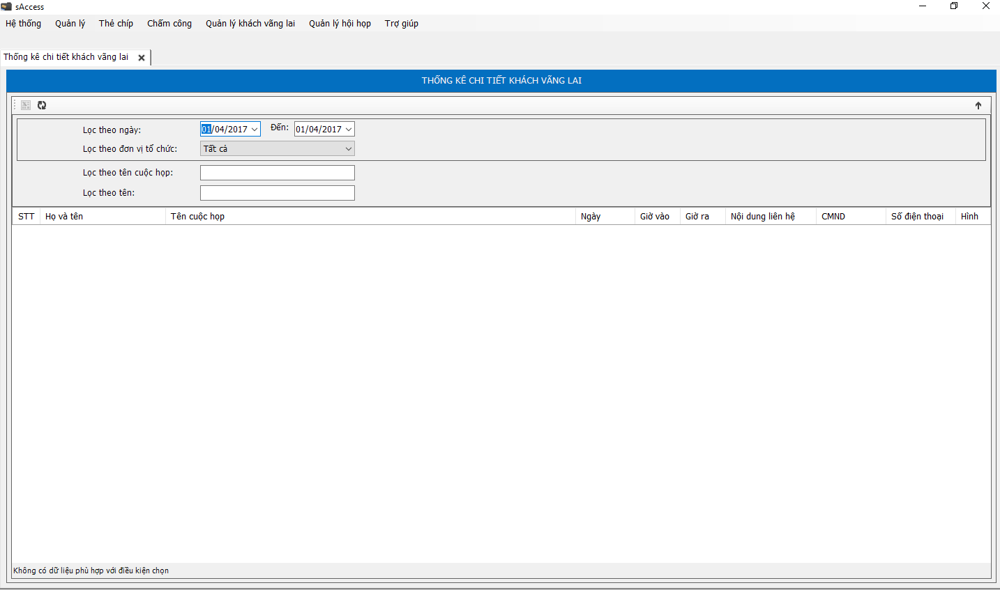 sAccess
Hệ thống Quản lý Thẻ chíp Chấm công Quản lý khách vãng lai Quản lý hội họp Trợ giúp
Thống kê chi tiết khách vãng lai
THỐNG KÊ CHI TIẾT KHÁCH VÃNG LAI
Lọc theo ngày: 01/04/2017 Đến: 01/04/2017
Lọc theo đơn vị tổ chức: Tất cả
Lọc theo tên cuộc họp:
Lọc theo tên:
STT Họ và tên Tên cuộc họp Ngày Giờ vào Giờ ra Nội dung liên hệ CMND Số điện thoại Hình
Không có dữ liệu phù hợp với điều kiện chọn